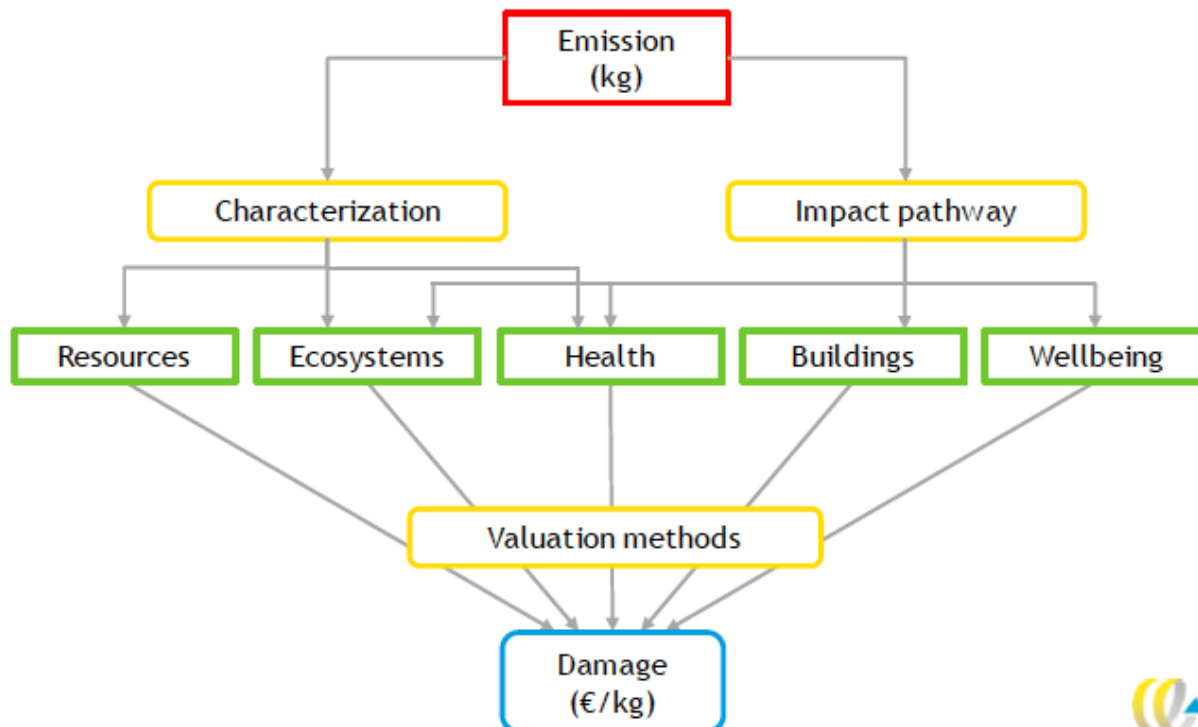 Emission
(kg)
Characterization
Impact pathway
Resources
Ecosystems
Health
Buildings
Wellbeing
Valuation methods
Damage
(€/kg)